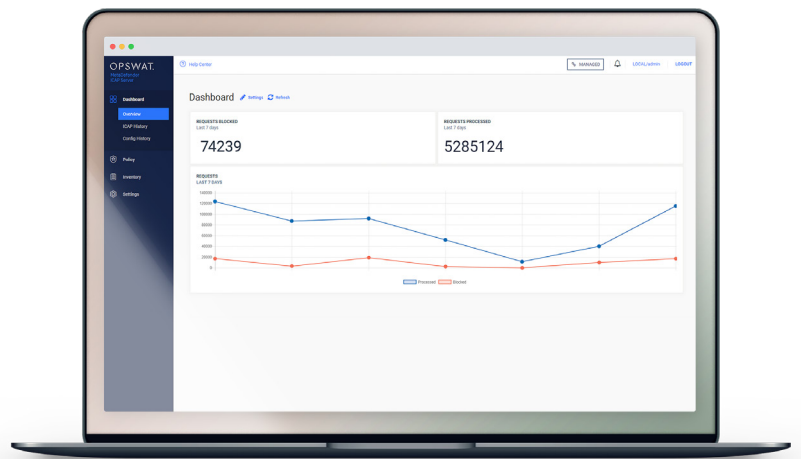 OPSWAT.
MetaDefender
ICAP Server
Dashboard
Overview
ICAP History
Config History
Policy
Inventory
Settings
Help Center
MANAGED
LOCAL/admin
LOGOUT
Dashboard Settings Refresh
REQUESTS BLOCKED
Last 7 days
74239
REQUESTS PROCESSED
Last 7 days
5285124
REQUESTS
LAST 7 DAYS
140000
120000
100000
80000
60000
40000
20000
0
Processed Blocked